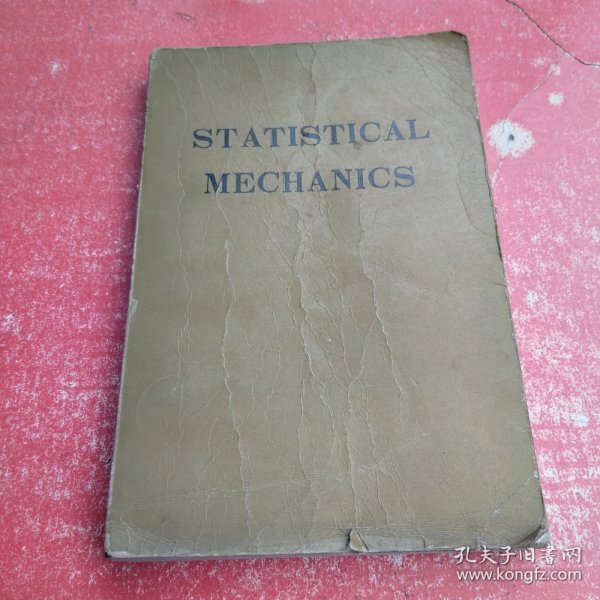 STATISTICAL
MECHANICS
孔夫子旧书网
www.kongfz.com